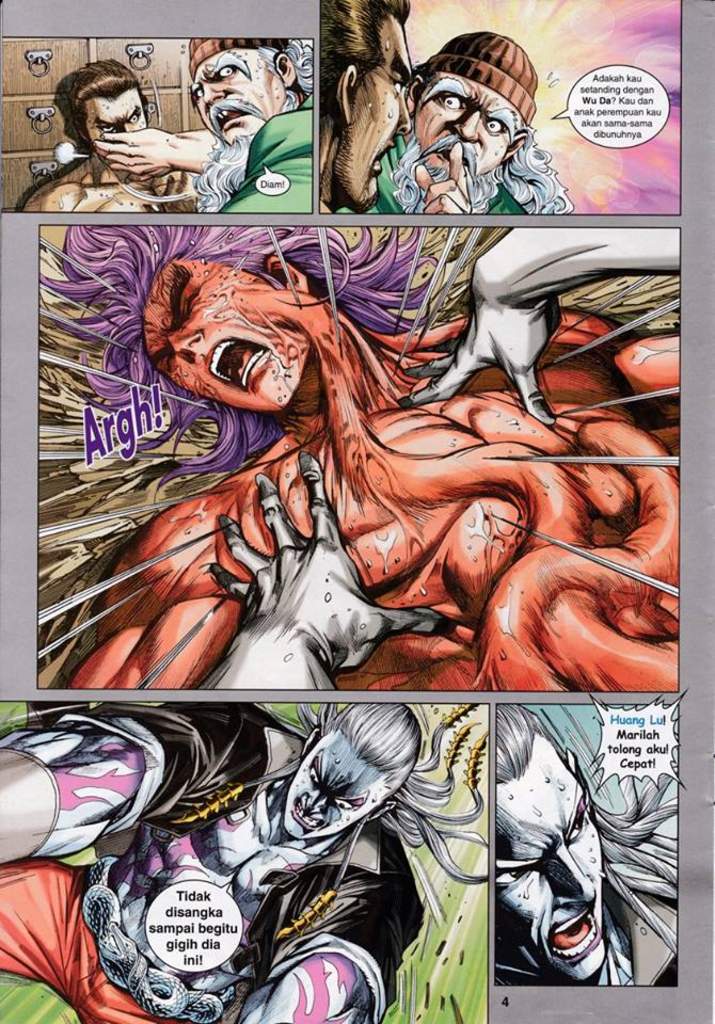 Diam!
Adakah kau
setanding dengan
Wu Da? Kau dan
anak perempuan kau
akan sama-sama
dibunuhnya
Argh!
Tidak
disangka
sampai begitu
gigih dia
ini!
Huang Lu!
Marilah
tolong aku!
Cepat!
4